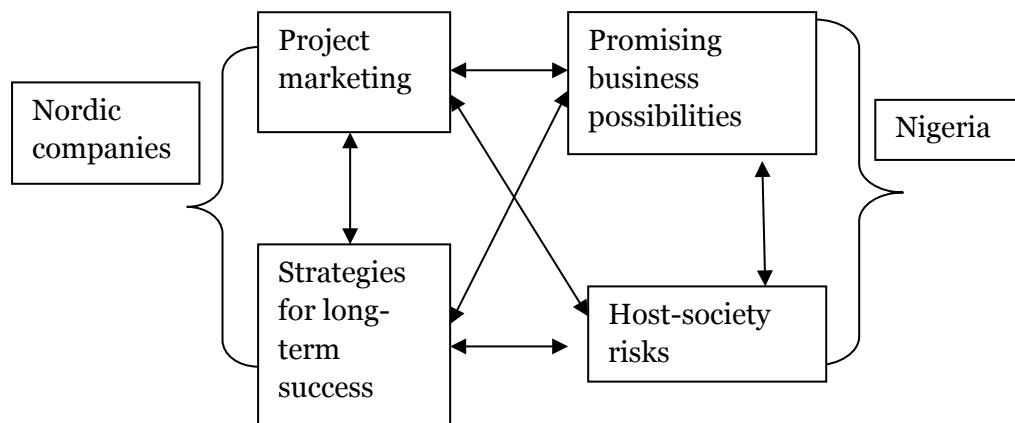 Nordic
companies
Project
marketing
Strategies
for long-
term
success
Promising
business
possibilities
Host-society
risks
Nigeria